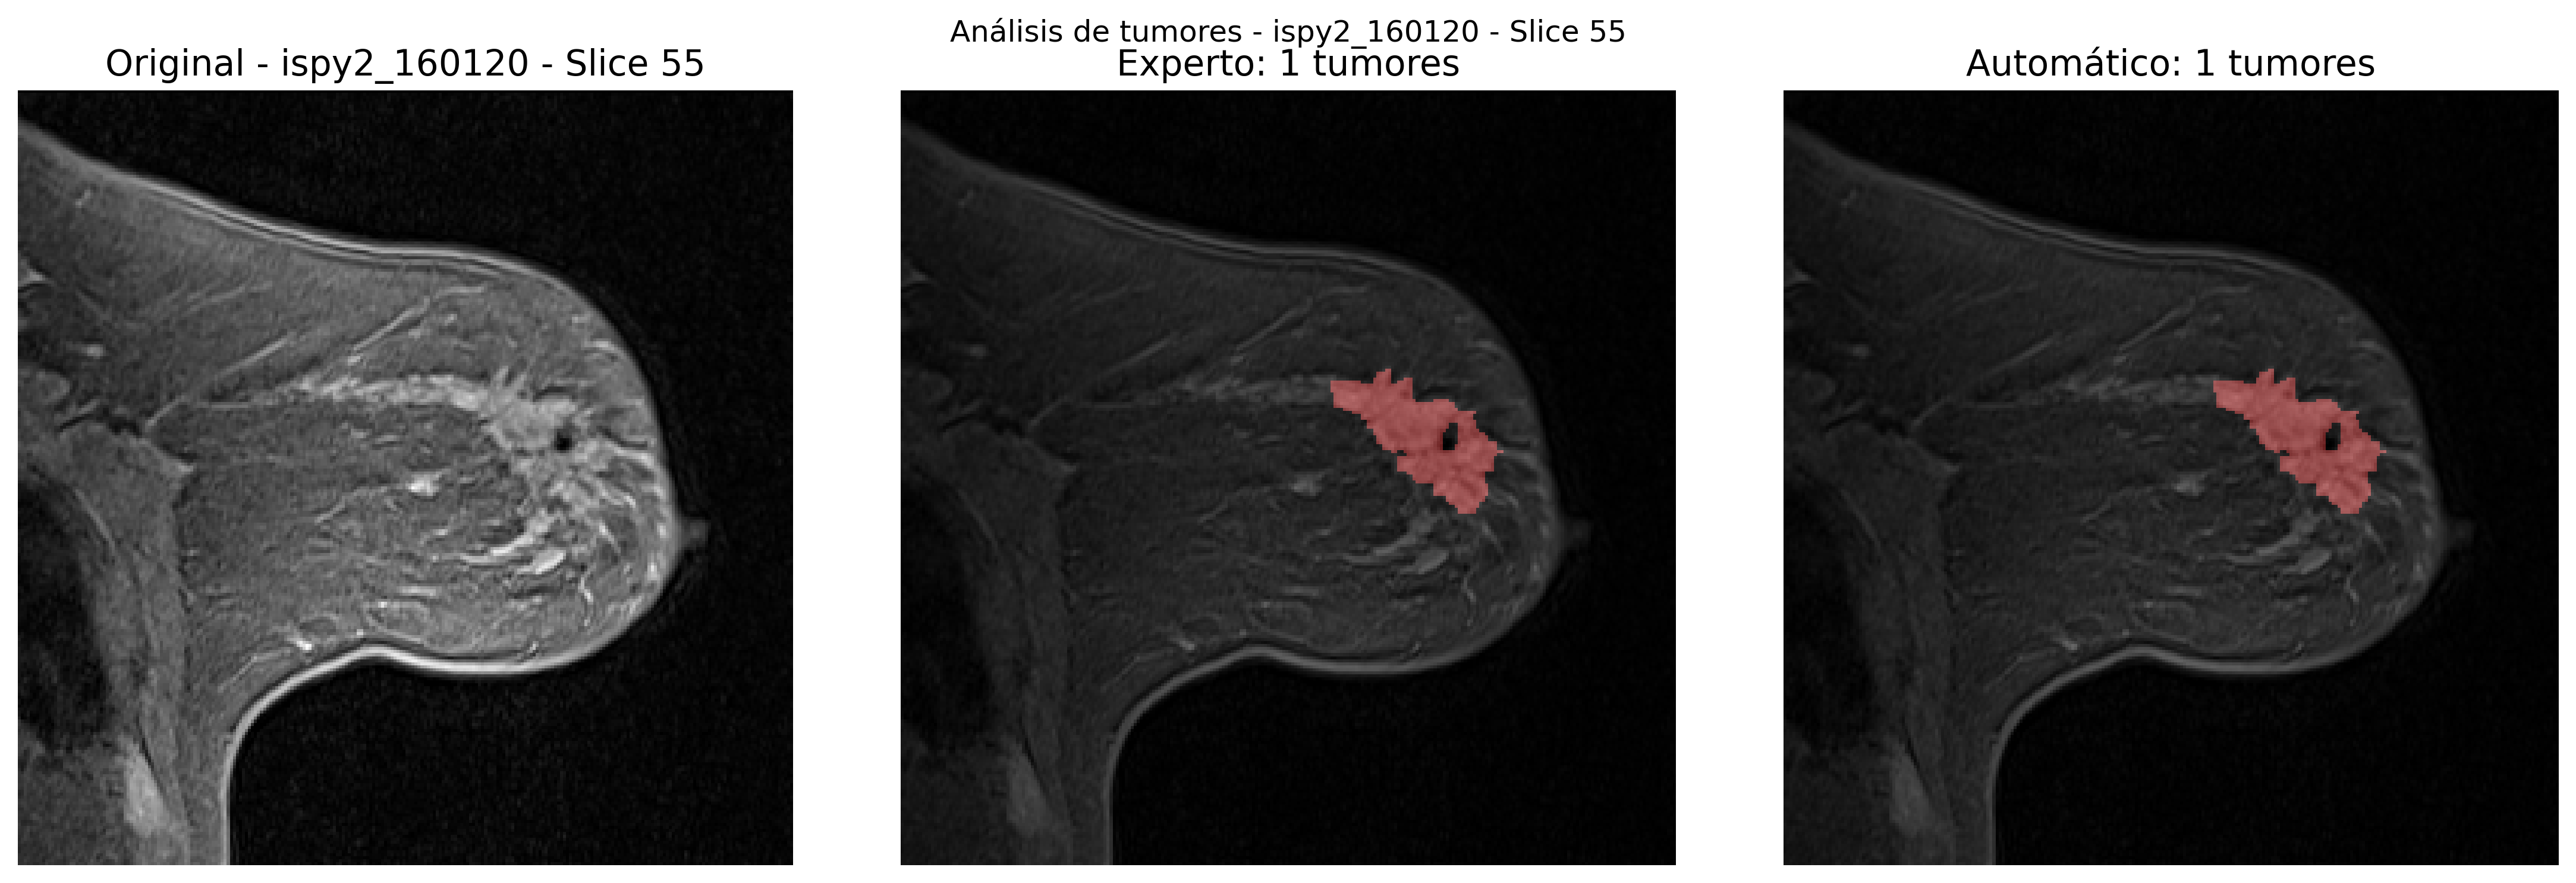 Análisis de tumores - ispy2_160120 - Slice 55
Original - ispy2_160120 - Slice 55
Experto: 1 tumores
Automático: 1 tumores